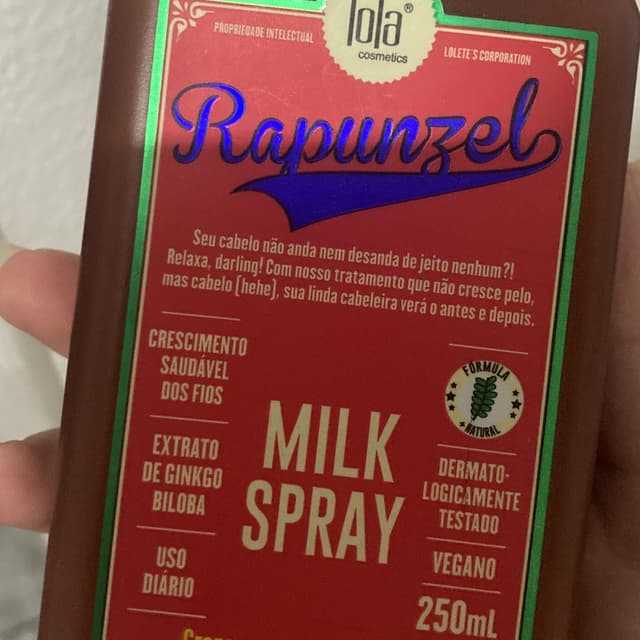 lola®
cosmetics
PROPRIEDADE INTELECTUAL
LOLETE'S CORPORATION
Rapunzel
Seu cabelo não anda nem desanda de jeito nenhum?!
Relaxa, darling! Com nosso tratamento que não cresce pelo,
mas cabelo (hehe), sua linda cabeleira verá o antes e depois.
CRESCIMENTO
SAUDÁVEL
DOS FIOS
EXTRATO
DE GINKGO
BILOBA
USO
DIÁRIO
MILK
SPRAY
FÓRMULA
NATURAL
DERMATO-
LOGICAMENTE
TESTADO
VEGANO
250mL